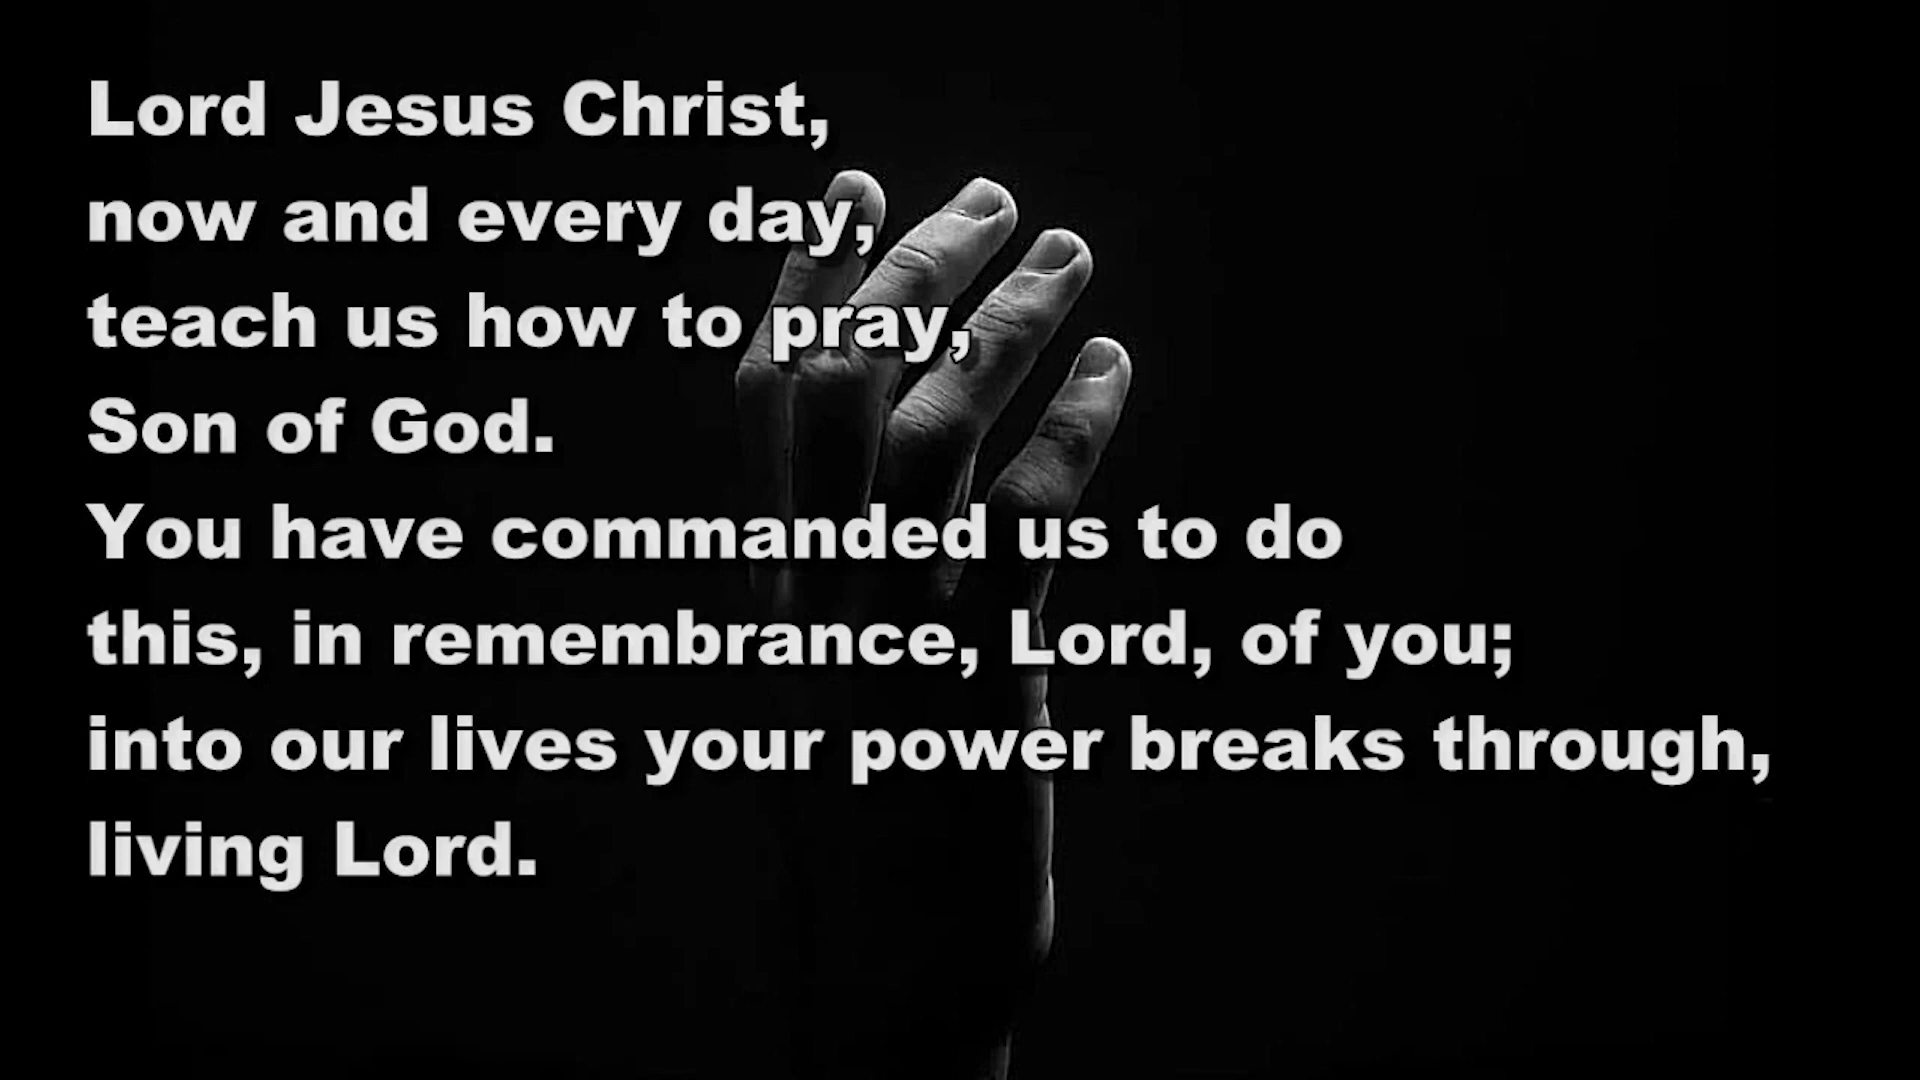 Lord Jesus Christ,
now and every day,
teach us how to pray,
Son of God.
You have commanded us to do
this, in remembrance, Lord, of you;
into our lives your power breaks through,
living Lord.